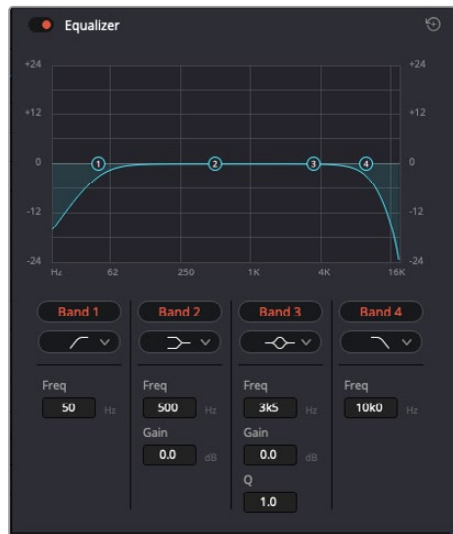 Equalizer
+24 +24
+12 +12
1 2 3 4
0 0
-12 -12
-24 -24
Hz 62 250 1K 4K 16K
Band 1 Band 2 Band 3 Band 4
Freq Freq Freq Freq
50 Hz 500 Hz 3k5 Hz 10k0 Hz
Gain Gain
0.0 dB 0.0 dB
Q
1.0